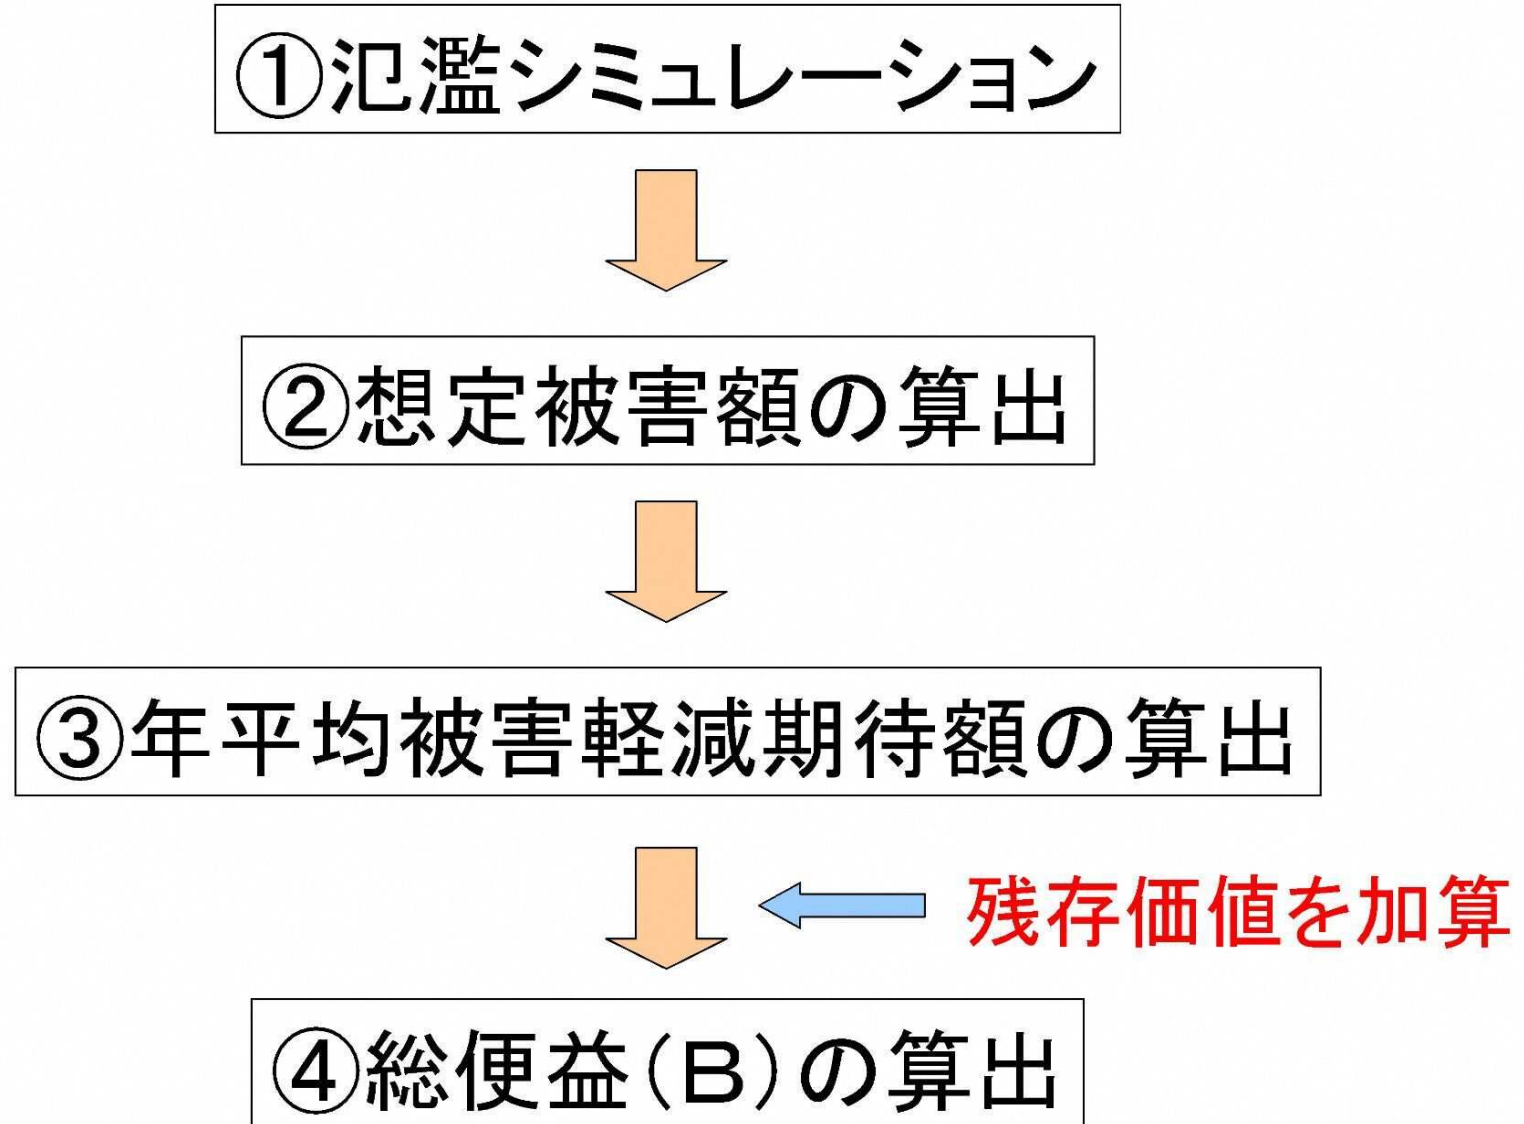 ①氾濫シミュレーション
②想定被害額の算出
③年平均被害軽減期待額の算出
残存価値を加算
④総便益（B）の算出